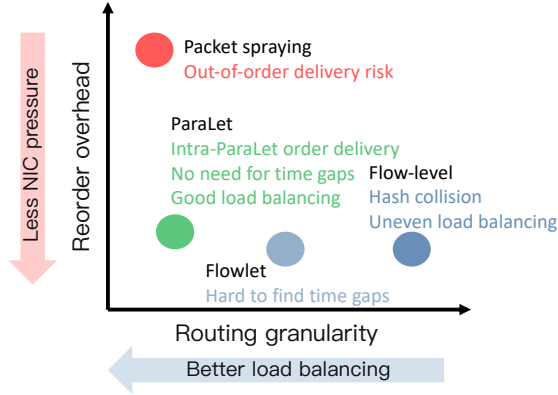 Packet spraying
Out-of-order delivery risk
ParaLet
Intra-ParaLet order delivery
No need for time gaps
Good load balancing
Flow-level
Hash collision
Uneven load balancing
Flowlet
Hard to find time gaps
Less NIC pressure
Reorder overhead
Routing granularity
Better load balancing